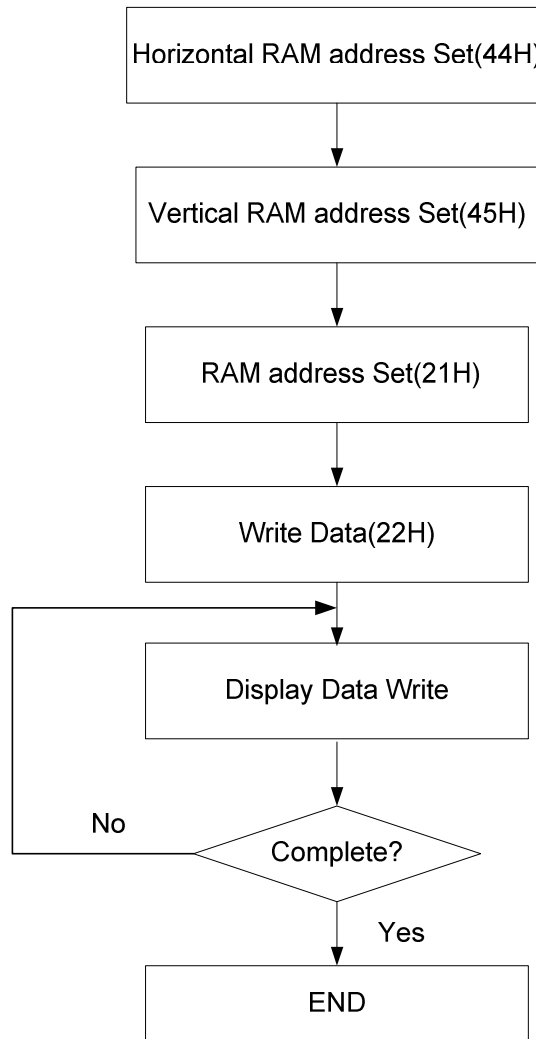 Horizontal RAM address Set(44H)
Vertical RAM address Set(45H)
RAM address Set(21H)
Write Data(22H)
Display Data Write
No
Complete?
Yes
END